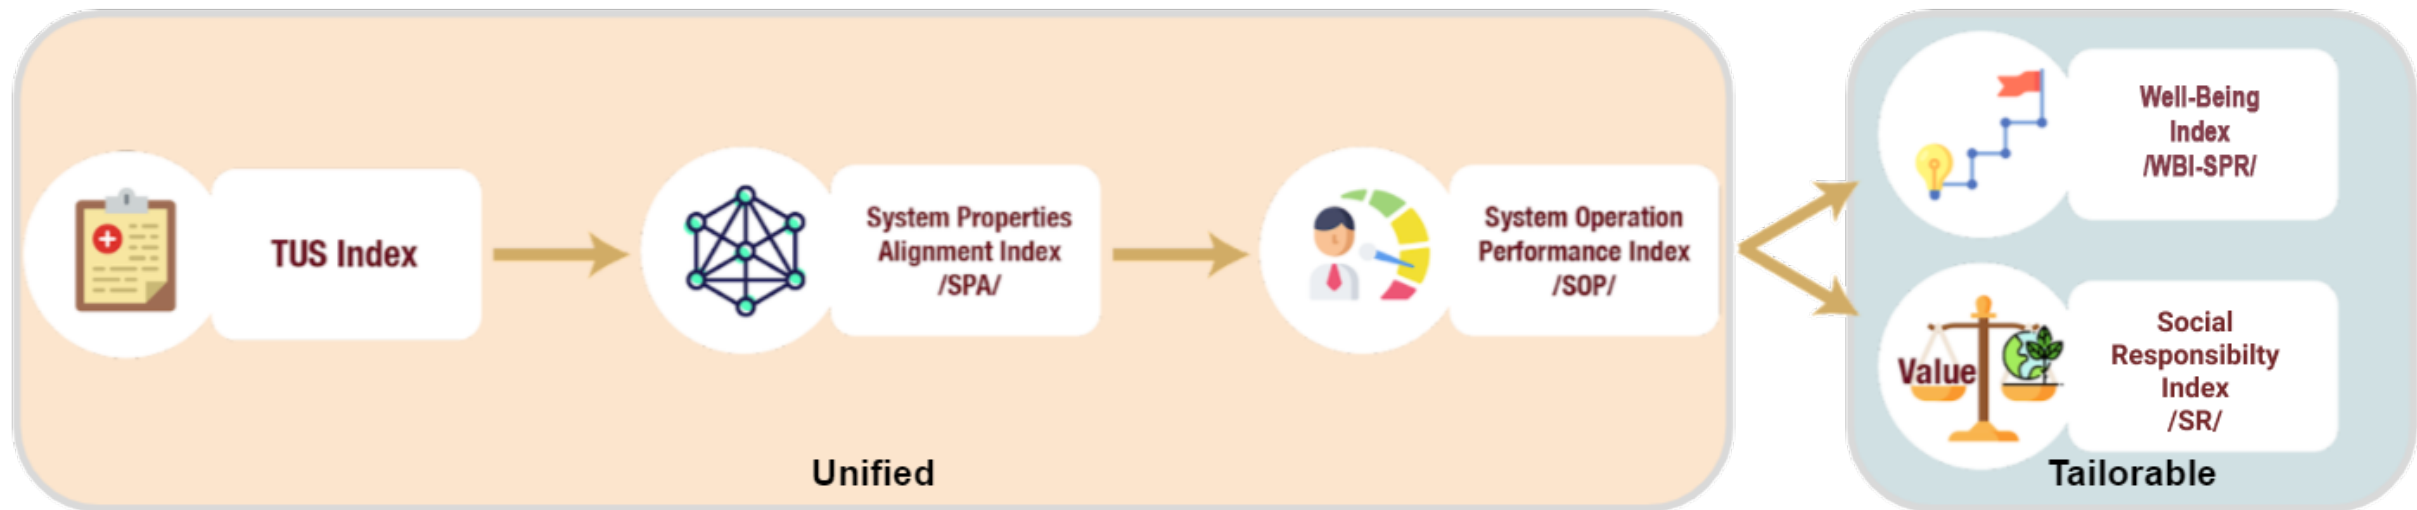 TUS Index
System Properties
Alignment Index
/SPA/
System Operation
Performance Index
/SOP/
Unified
Well-Being
Index
/WBI-SPR/
Value
Social
Responsibilty
Index
/SR/
Tailorable